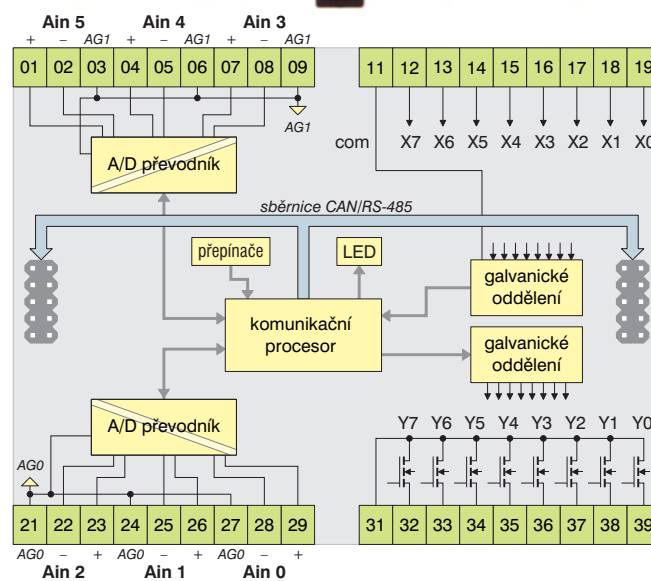 Ain 5 Ain 4 Ain 3
+ − AG1 + − AG1 + − AG1
01 02 03 04 05 06 07 08 09 11 12 13 14 15 16 17 18 19
AG1
com X7 X6 X5 X4 X3 X2 X1 X0
A/D převodník
sběrnice CAN/RS-485
přepínače LED
galvanické
oddělení
komunikační
procesor
galvanické
oddělení
A/D převodník
Y7 Y6 Y5 Y4 Y3 Y2 Y1 Y0
AG0
21 22 23 24 25 26 27 28 29 31 32 33 34 35 36 37 38 39
AG0 − + AG0 − + AG0 − +
Ain 2 Ain 1 Ain 0